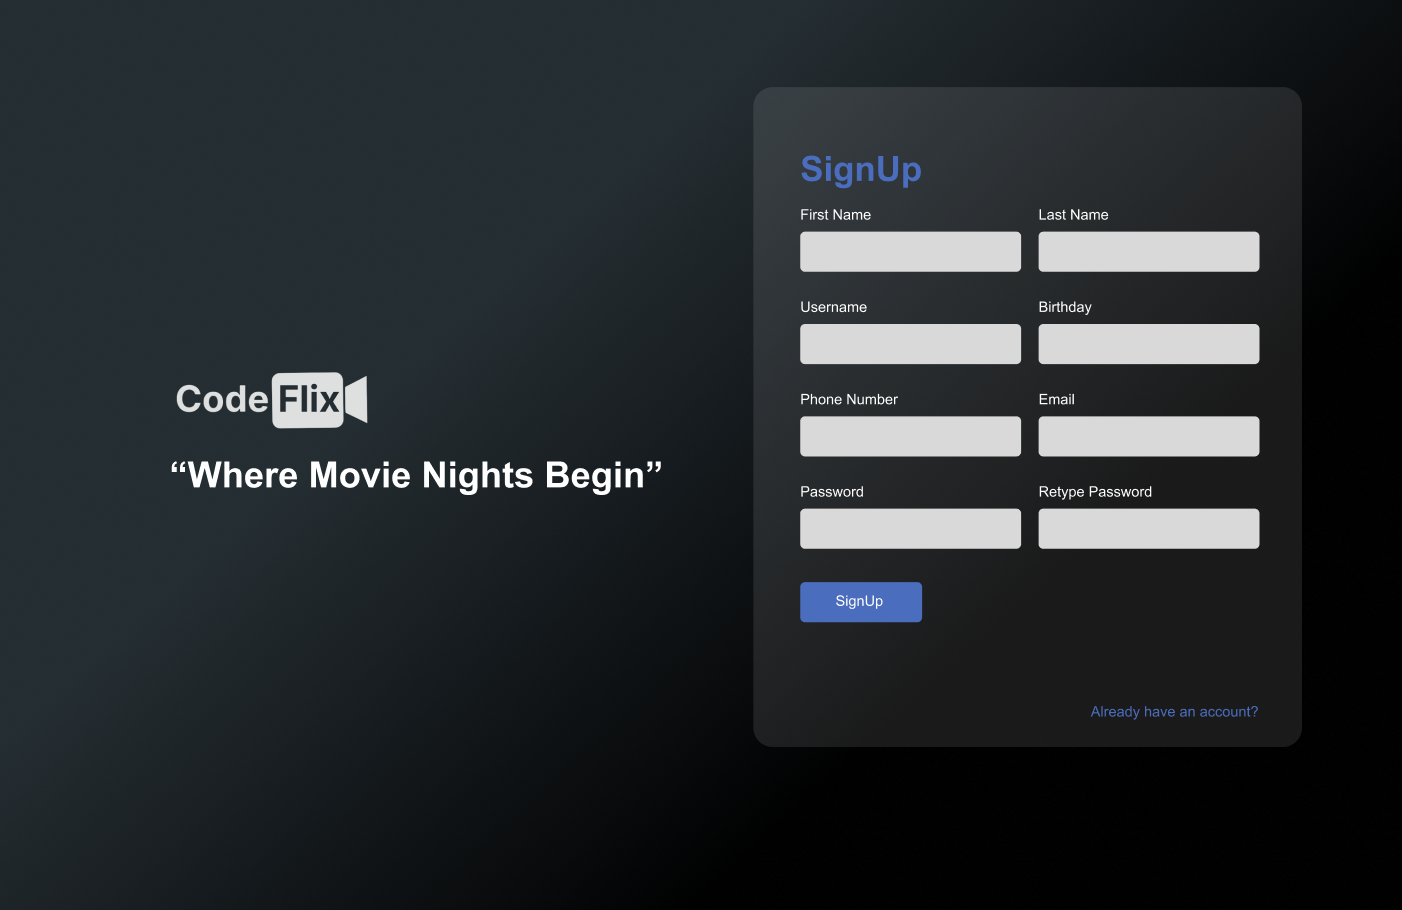 CodeFlix
“Where Movie Nights Begin”
SignUp
First Name
Last Name
Username
Birthday
Phone Number
Email
Password
Retype Password
SignUp
Already have an account?